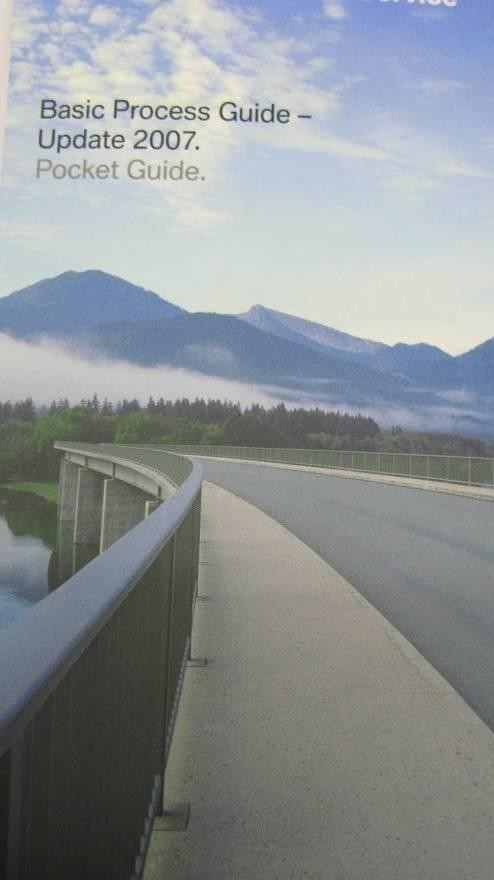 Basic Process Guide –
Update 2007.
Pocket Guide.